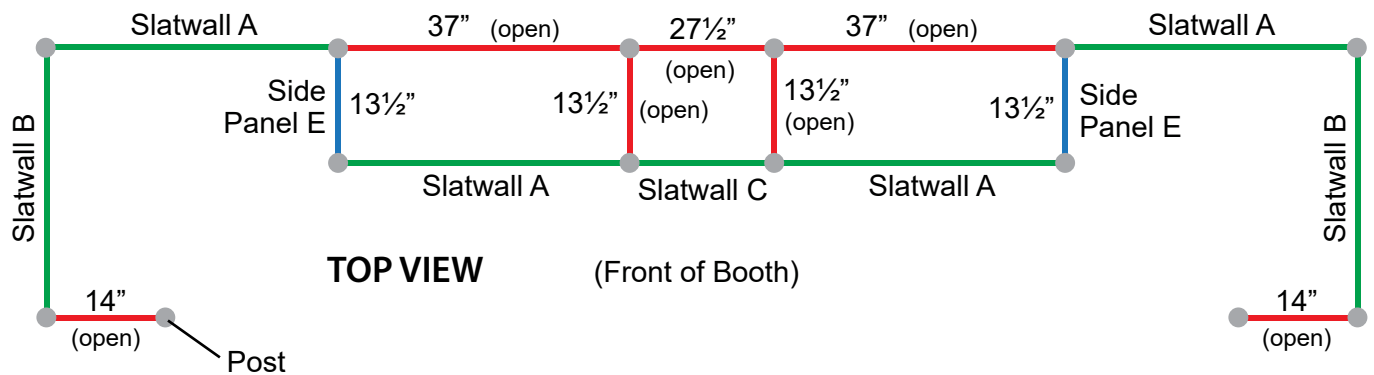 Slatwall A
37” (open)
27½”
(open)
37” (open)
Slatwall A
Side
Panel E
13½”
13½”
(open)
13½”
(open)
13½”
Side
Panel E
Slatwall B
Slatwall A
Slatwall C
Slatwall A
Slatwall B
TOP VIEW
(Front of Booth)
14”
(open)
Post
14”
(open)